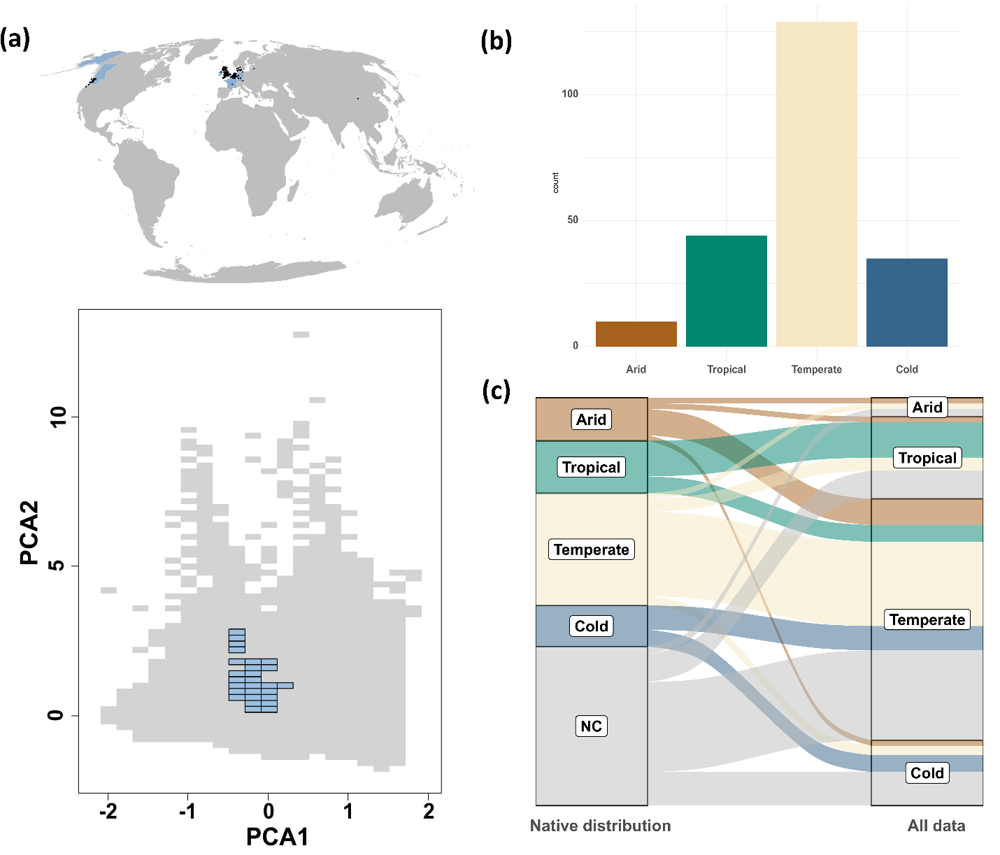 (a)
10
5
0
PCA2
-2 -1 0 1 2
PCA1
(b)
100
50
0
count
Arid Tropical Temperate Cold
(c)
Arid
Tropical
Temperate
Cold
NC
Arid
Tropical
Temperate
Cold
Native distribution All data